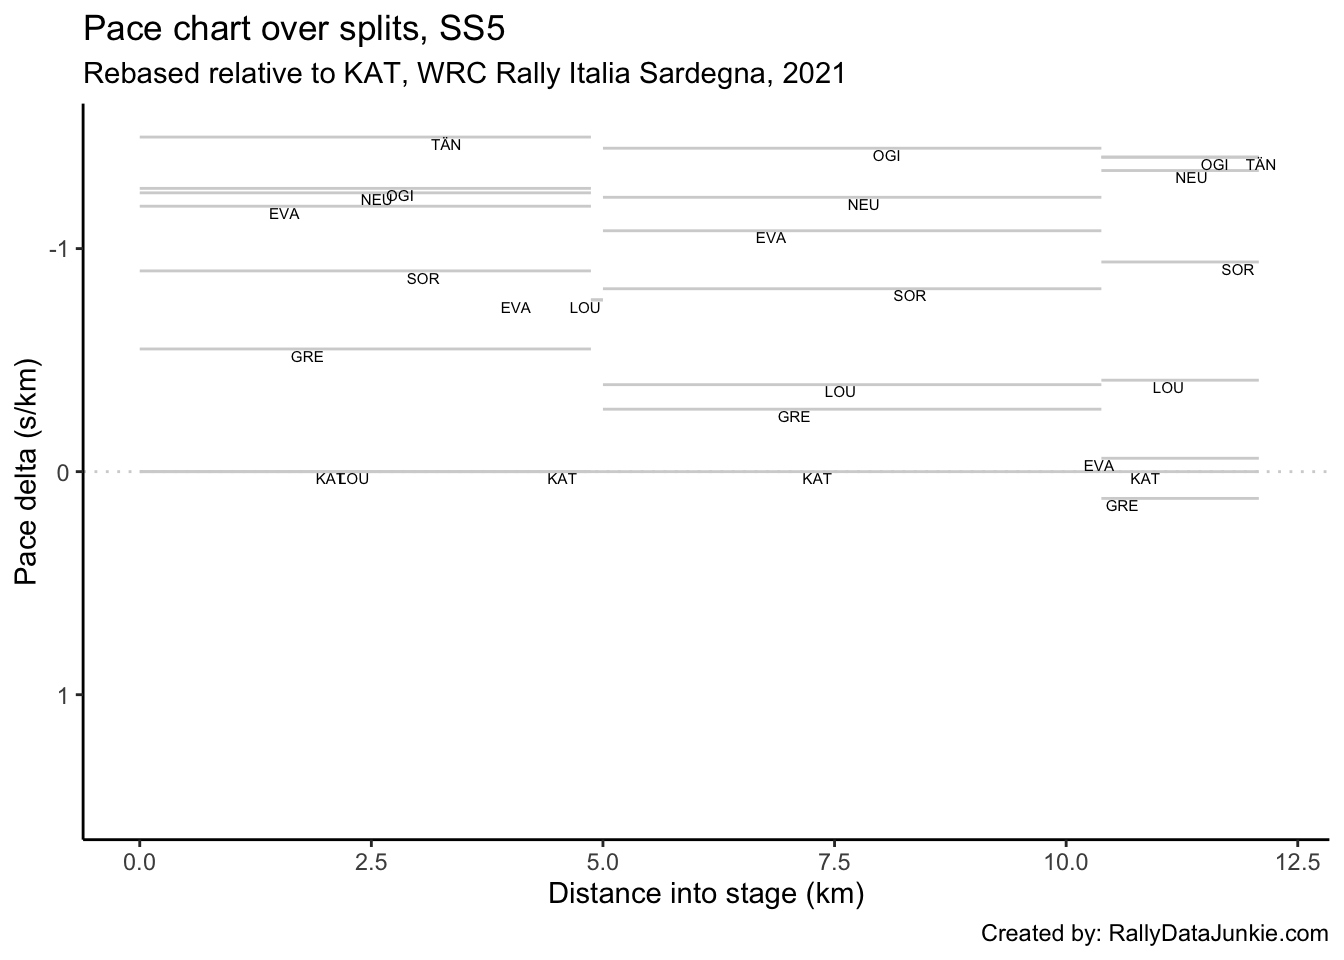 Pace chart over splits, SS5
Rebased relative to KAT, WRC Rally Italia Sardegna, 2021
TÄN
OGI
OGI TÄN
NEU
OGI
NEU
EVA
NEU
EVA
SOR
SOR
SOR
EVA LOU
GRE
LOU
LOU
GRE
EVA
KAT LOU KAT KAT KAT
GRE
-1
0
1
Pace delta (s/km)
0.0 2.5 5.0 7.5 10.0 12.5
Distance into stage (km)
Created by: RallyDataJunkie.com